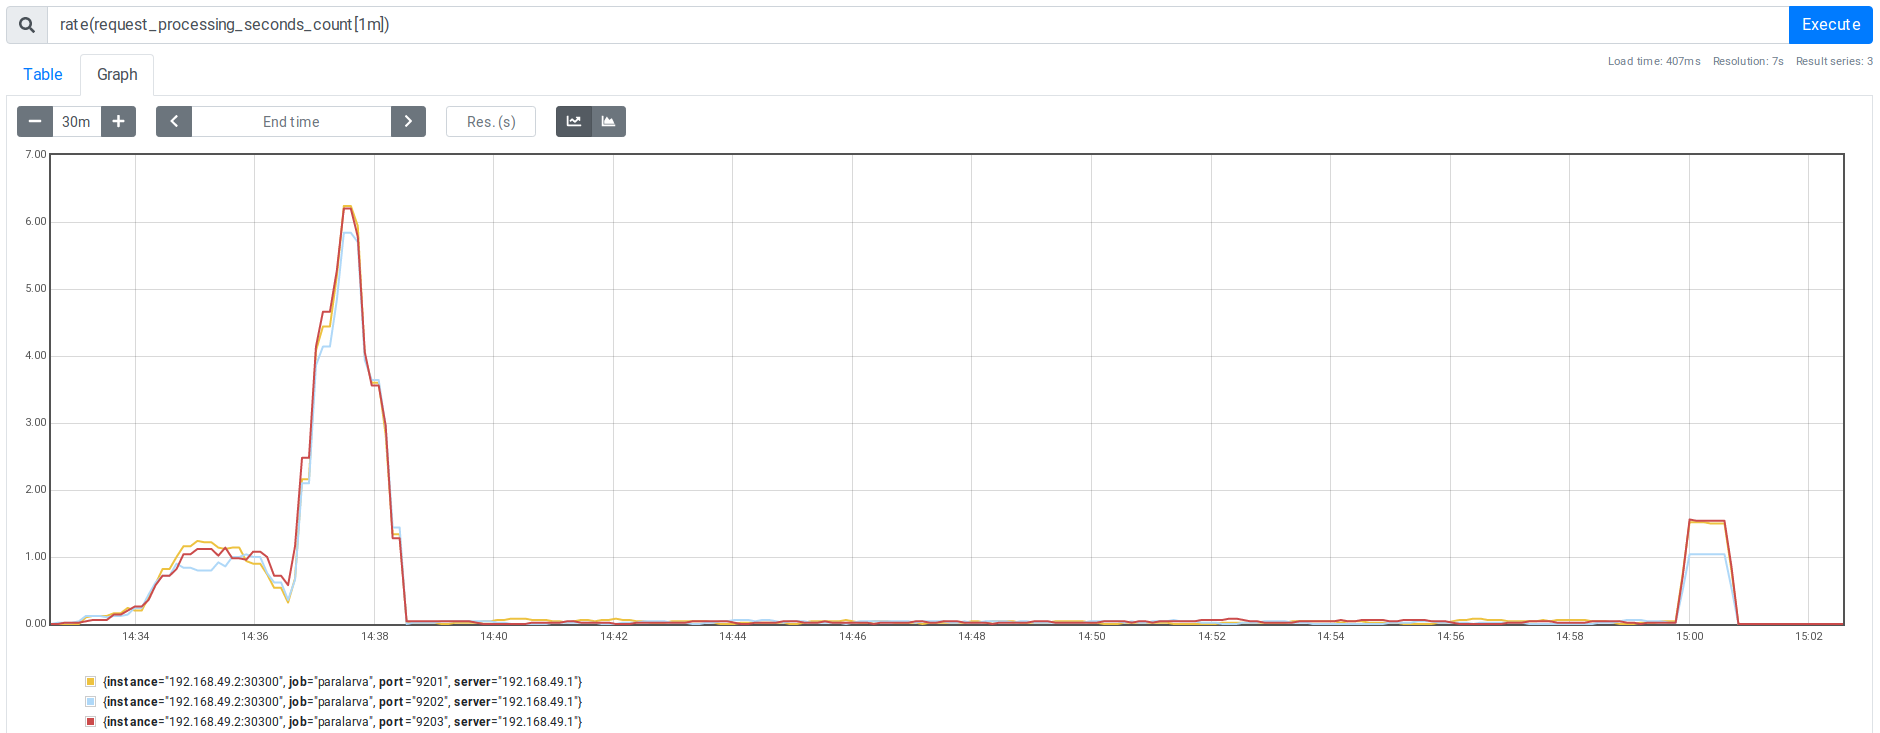 rate(request_processing_seconds_count[1m])
Execute
Table
Graph
Load time: 407ms Resolution: 7s Result series: 3
30m
End time
Res. (s)
7.00
6.00
5.00
4.00
3.00
2.00
1.00
0.00
14:34 14:36 14:38 14:40 14:42 14:44 14:46 14:48 14:50 14:52 14:54 14:56 14:58 15:00 15:02
{instance="192.168.49.2:30300", job="paralarva", port="9201", server="192.168.49.1"}
{instance="192.168.49.2:30300", job="paralarva", port="9202", server="192.168.49.1"}
{instance="192.168.49.2:30300", job="paralarva", port="9203", server="192.168.49.1"}